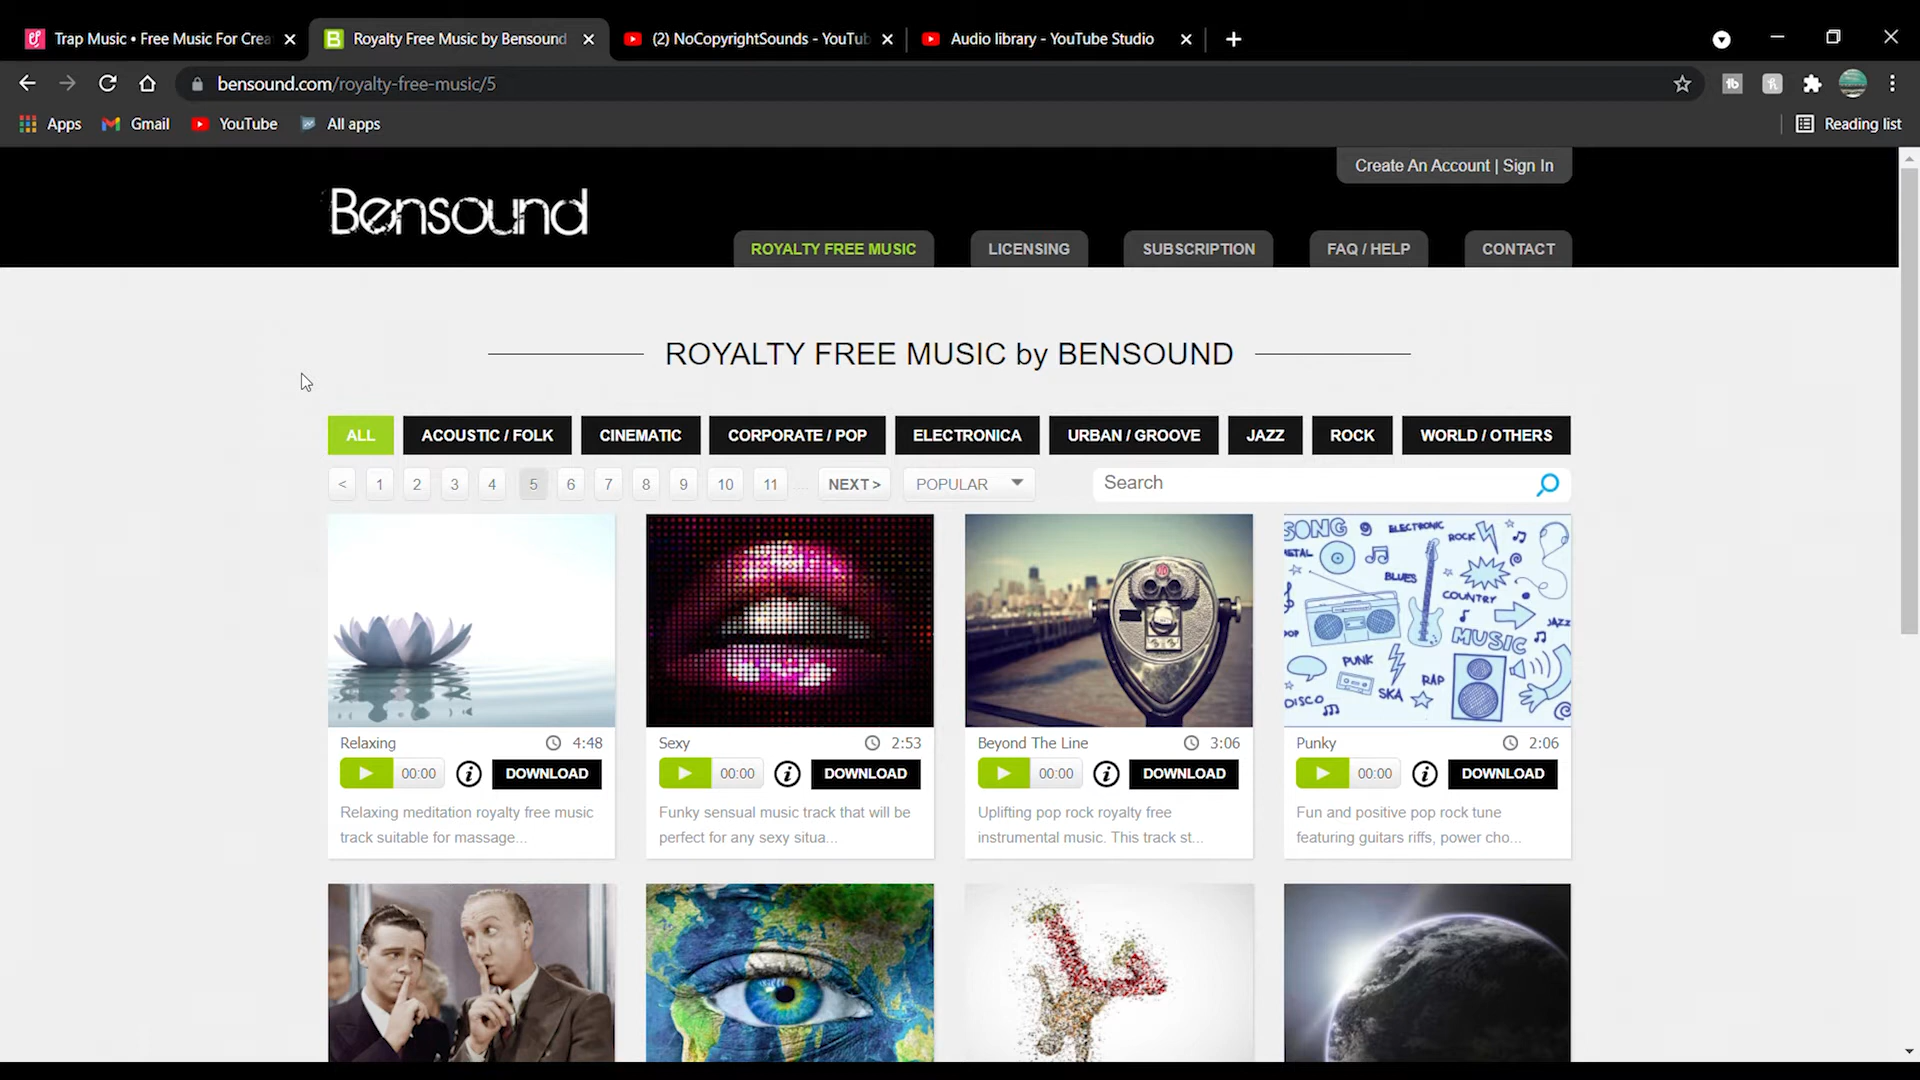 Trap Music • Free Music For Crea
Royalty Free Music by Bensound
(2) NoCopyrightSounds - YouTub
Audio library - YouTube Studio
bensound.com/royalty-free-music/5
Apps
Gmail
YouTube
All apps
Reading list
Create An Account | Sign In
Bensound
ROYALTY FREE MUSIC
LICENSING
SUBSCRIPTION
FAQ / HELP
CONTACT
ROYALTY FREE MUSIC by BENSOUND
ALL
ACOUSTIC / FOLK
CINEMATIC
CORPORATE / POP
ELECTRONICA
URBAN / GROOVE
JAZZ
ROCK
WORLD / OTHERS
< 1 2 3 4 5 6 7 8 9 10 11 .... NEXT >
POPULAR
Search
SONG
ELECTRONIC
ROCK
METAL
BLUES
COUNTRY
JAZZ
POP
MUSIC
PUNK
RAP
SKA
DISCO
Relaxing 4:48
00:00
DOWNLOAD
Relaxing meditation royalty free music
track suitable for massage...
Sexy 2:53
00:00
DOWNLOAD
Funky sensual music track that will be
perfect for any sexy situa...
Beyond The Line 3:06
00:00
DOWNLOAD
Uplifting pop rock royalty free
instrumental music. This track st...
Punky 2:06
00:00
DOWNLOAD
Fun and positive pop rock tune
featuring guitars riffs, power cho...